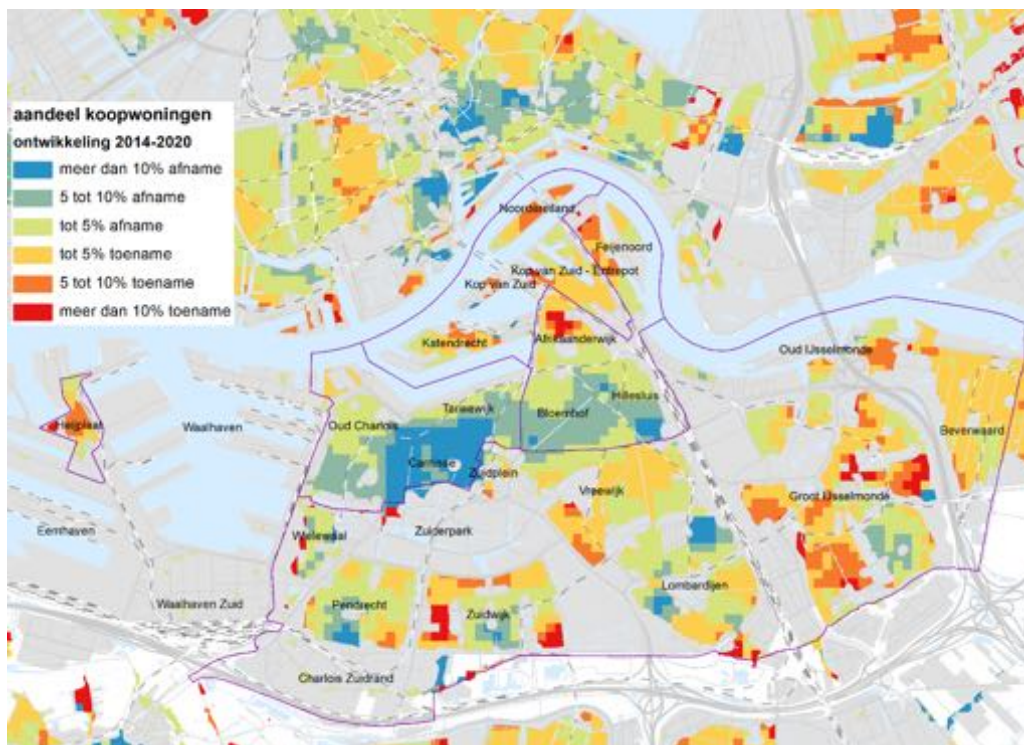 aandeel koopwoningen
ontwikkeling 2014-2020
meer dan 10% afname
5 tot 10% afname
tot 5% afname
tot 5% toename
5 tot 10% toename
meer dan 10% toename
Noordereiland
Feijenoord
Kop van Zuid - Entrepot
Kop van Zuid
Katendrecht
Afrikaanderwijk
Oud IJsselmonde
Hillesluis
Bloemhof
Tarwewijk
Oud Charlois
Heijplaat
Waalhaven
Beverwaard
Carnisse
Zuidplein
Vreewijk
Groot IJsselmonde
Eemhaven
Wielewaal
Zuiderpark
Lombardijen
Waalhaven Zuid
Pendrecht
Zuidwijk
Charlois Zuidrand